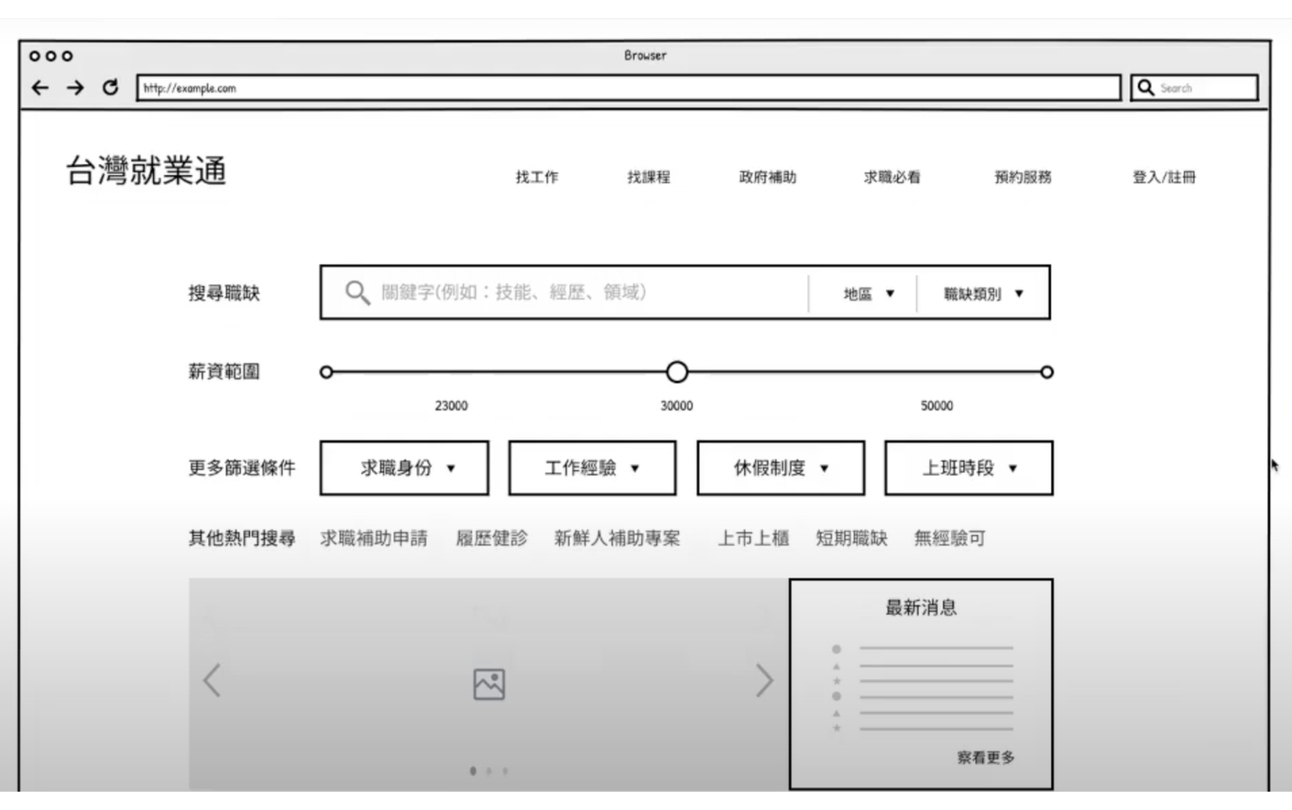 Browser
http://example.com
Search
台灣就業通
找工作 找課程 政府補助 求職必看 預約服務 登入/註冊
搜尋職缺 關鍵字(例如：技能、經歷、領域) 地區 ▼ 職缺類別 ▼
薪資範圍
23000 30000 50000
更多篩選條件 求職身份 ▼ 工作經驗 ▼ 休假制度 ▼ 上班時段 ▼
其他熱門搜尋 求職補助申請 履歷健診 新鮮人補助專案 上市上櫃 短期職缺 無經驗可
最新消息
察看更多